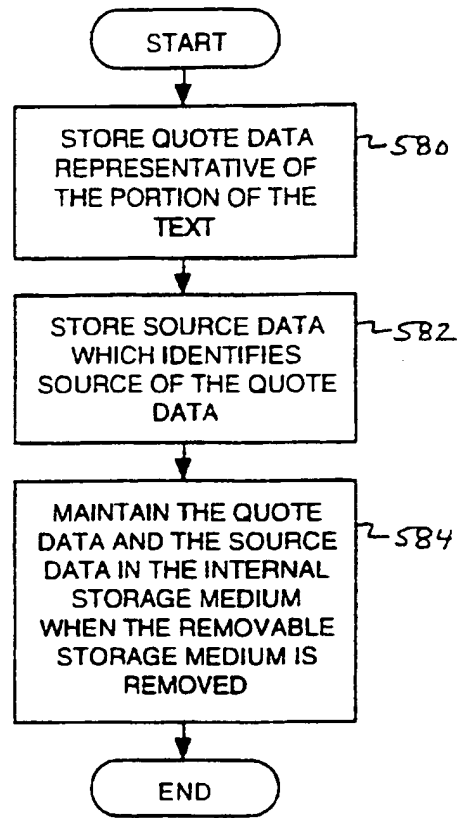 START
STORE QUOTE DATA
REPRESENTATIVE OF
THE PORTION OF THE
TEXT
580
STORE SOURCE DATA
WHICH IDENTIFIES
SOURCE OF THE QUOTE
DATA
582
MAINTAIN THE QUOTE
DATA AND THE SOURCE
DATA IN THE INTERNAL
STORAGE MEDIUM
WHEN THE REMOVABLE
STORAGE MEDIUM IS
REMOVED
584
END